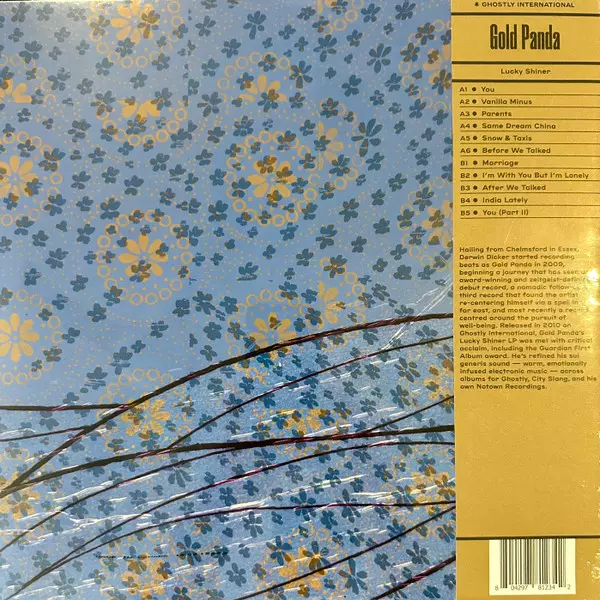 GHOSTLY INTERNATIONAL
Gold Panda
Lucky Shiner
A1 ● You
A2 ● Vanilla Minus
A3 ● Parents
A4 ● Same Dream China
A5 ● Snow & Taxis
A6 ● Before We Talked
B1 ● Marriage
B2 ● I'm With You But I'm Lonely
B3 ● After We Talked
B4 ● India Lately
B5 ● You (Part II)
Hailing from Chelmsford in Essex,
Derwin Dicker started recording
beats as Gold Panda in 2009,
beginning a journey that has seen
award-winning and zeitgeist-defin
debut record, a nomadic follow-u
third record that found the artist
re-centering himself via a spell in
far east, and most recently a rec
centred around the pursuit of
well-being. Released in 2010 on
Ghostly International, Gold Panda's
Lucky Shiner LP was met with critical
acclaim, including the Guardian First
Album award. He's refined his sui
generis sound — warm, emotionally
infused electronic music — across
albums for Ghostly, City Slang, and his
own Notown Recordings.
8 04297 81234 2